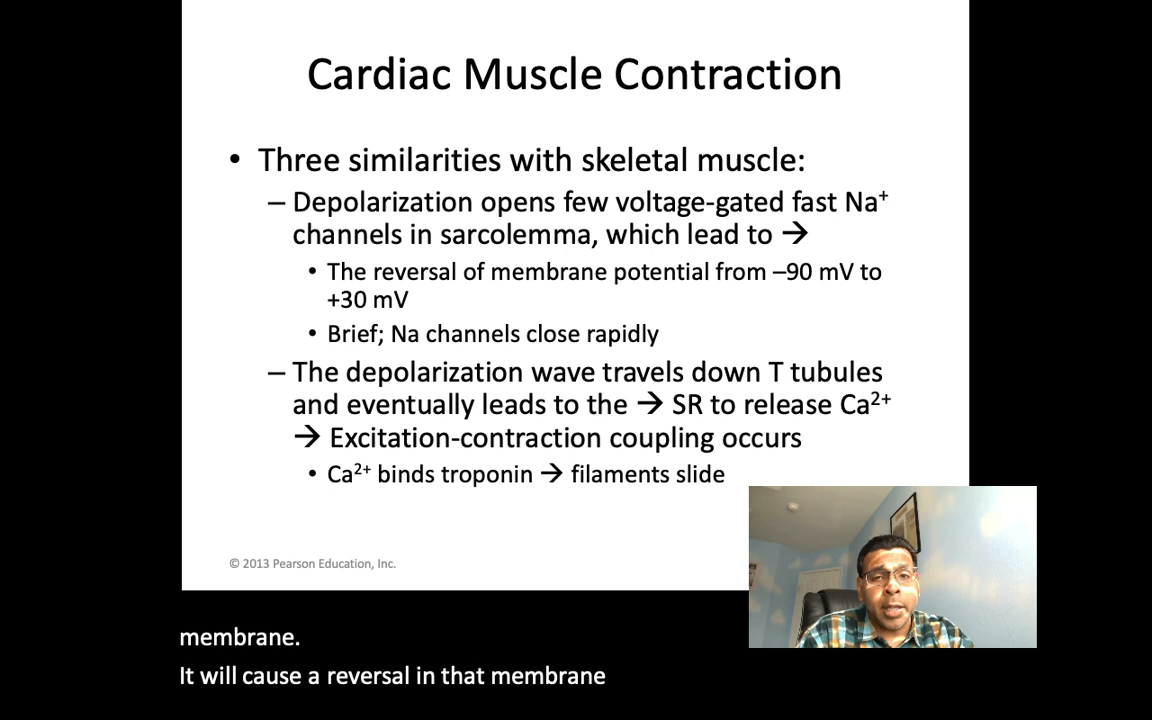 Cardiac Muscle Contraction
• Three similarities with skeletal muscle:
– Depolarization opens few voltage-gated fast Na⁺
channels in sarcolemma, which lead to →
• The reversal of membrane potential from –90 mV to
+30 mV
• Brief; Na channels close rapidly
– The depolarization wave travels down T tubules
and eventually leads to the → SR to release Ca²⁺
→ Excitation-contraction coupling occurs
• Ca²⁺ binds troponin → filaments slide
© 2013 Pearson Education, Inc.
membrane.
It will cause a reversal in that membrane